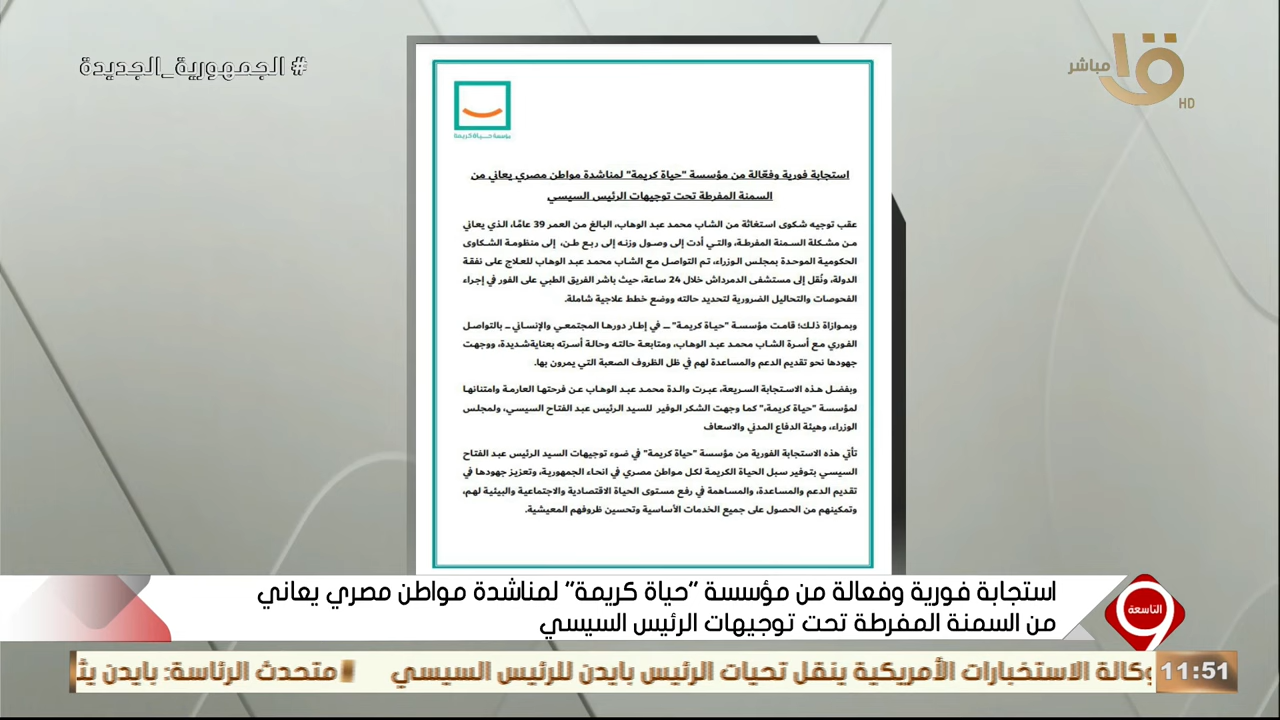 # الجمهورية_الجديدة
مباشر
HD
مؤسسة حياة كريمة
استجابة فورية وفعّالة من مؤسسة "حياة كريمة" لمناشدة مواطن مصري يعاني من
السمنة المفرطة تحت توجيهات الرئيس السيسي
عقب توجيه شكوى استغاثة من الشاب محمد عبد الوهاب، البالغ من العمر 39 عامًا، الذي يعاني
من مشكلة السمنة المفرطة، والتي أدت إلى وصول وزنه إلى ربع طن، إلى منظومة الشكاوى
الحكومية الموحدة بمجلس الوزراء، تم التواصل مع الشاب محمد عبد الوهاب للعلاج على نفقة
الدولة، ونُقل إلى مستشفى الدمرداش خلال 24 ساعة، حيث باشر الفريق الطبي على الفور في إجراء
الفحوصات والتحاليل الضرورية لتحديد حالته ووضع خطط علاجية شاملة.
وبموازاة ذلك؛ قامت مؤسسة "حياة كريمة" – في إطار دورها المجتمعي والإنساني – بالتواصل
الفوري مع أسرة الشاب محمد عبد الوهاب، ومتابعة حالته وحالة أسرته بعنايةشديدة، ووجهت
جهودها نحو تقديم الدعم والمساعدة لهم في ظل الظروف الصعبة التي يمرون بها.
وبفضل هذه الاستجابة السريعة، عبرت والدة محمد عبد الوهاب عن فرحتها العارمة وامتنانها
لمؤسسة "حياة كريمة،" كما وجهت الشكر الوفير للسيد الرئيس عبد الفتاح السيسي، ولمجلس
الوزراء، وهيئة الدفاع المدني والاسعاف
تأتي هذه الاستجابة الفورية من مؤسسة "حياة كريمة" في ضوء توجيهات السيد الرئيس عبد الفتاح
السيسي بتوفير سبل الحياة الكريمة لكل مواطن مصري في انحاء الجمهورية، وتعزيز جهودها في
تقديم الدعم والمساعدة، والمساهمة في رفع مستوى الحياة الاقتصادية والاجتماعية والبيئية لهم،
وتمكينهم من الحصول على جميع الخدمات الأساسية وتحسين ظروفهم المعيشية.
التاسعة
استجابة فورية وفعالة من مؤسسة "حياة كريمة" لمناشدة مواطن مصري يعاني
من السمنة المفرطة تحت توجيهات الرئيس السيسي
11:51
وكالة الاستخبارات الأمريكية ينقل تحيات الرئيس بايدن للرئيس السيسي متحدث الرئاسة: بايدن